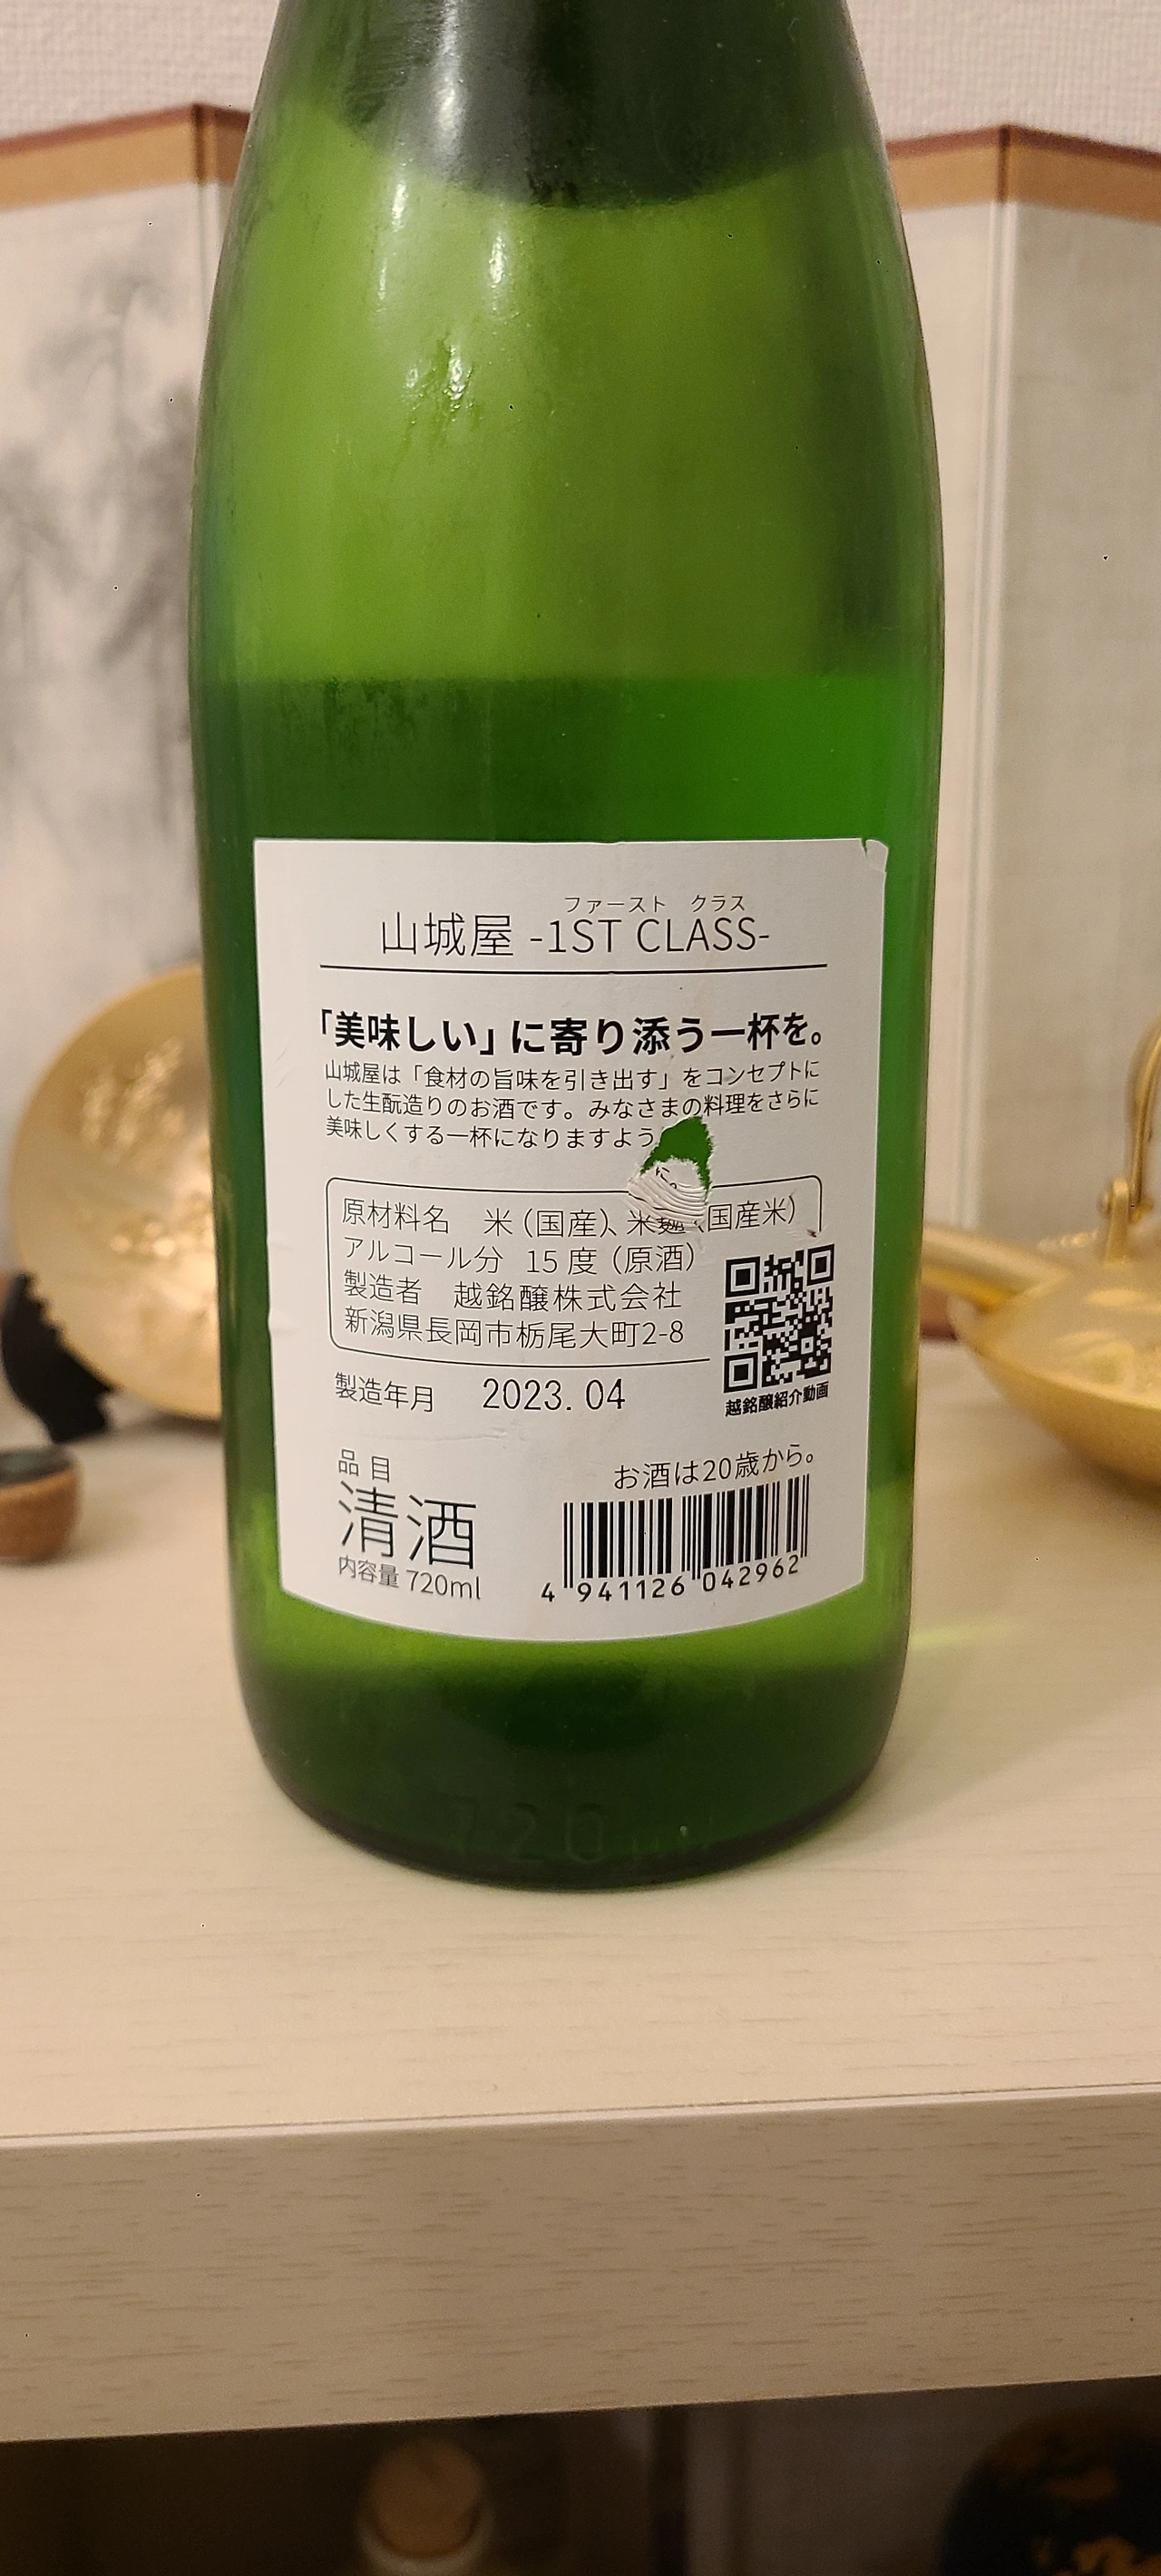 ファースト クラス
山城屋 -1ST CLASS-
「美味しい」に寄り添う一杯を。
山城屋は「食材の旨味を引き出す」をコンセプトに
した生酛造りのお酒です。みなさまの料理をさらに
美味しくする一杯になりますように。
原材料名 米(国産)、米麹(国産米)
アルコール分 15度(原酒)
製造者 越銘醸株式会社
新潟県長岡市栃尾大町2-8
越銘醸紹介動画
製造年月 2023.04
品目
清酒
内容量 720ml
お酒は20歳から。
4 941126 042962
720ml